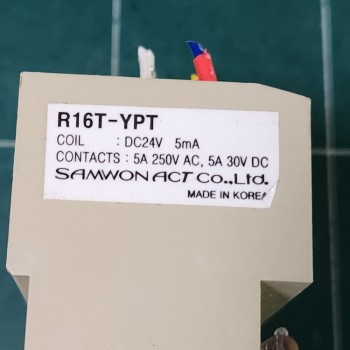 R16T-YPT
COIL : DC24V 5mA
CONTACTS : 5A 250V AC, 5A 30V DC
SAMWON ACT Co.,Ltd.
MADE IN KOREA